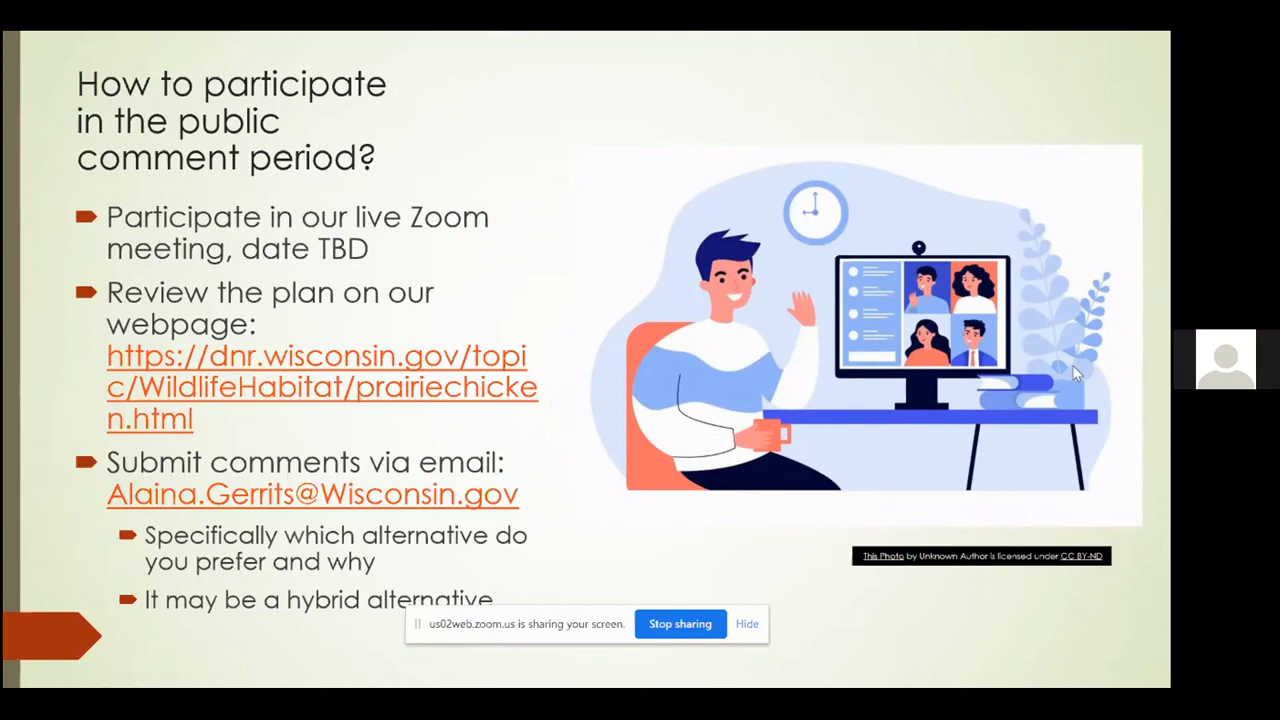 How to participate
in the public
comment period?
Participate in our live Zoom
meeting, date TBD
Review the plan on our
webpage:
https://dnr.wisconsin.gov/topi
c/WildlifeHabitat/prairiechicke
n.html
Submit comments via email:
Alaina.Gerrits@Wisconsin.gov
Specifically which alternative do
you prefer and why
It may be a hybrid alternative
This Photo by Unknown Author is licensed under CC BY-ND
us02web.zoom.us is sharing your screen. Stop sharing Hide